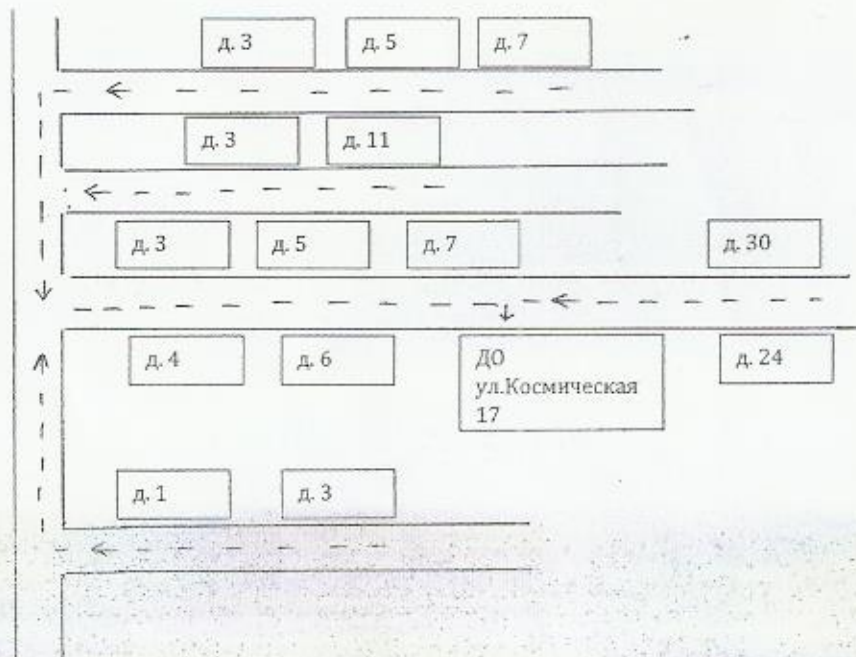 д. 3
д. 5
д. 7
д. 3
д. 11
д. 3
д. 5
д. 7
д. 30
д. 4
д. 6
ДО
ул.Космическая
17
д. 24
д. 1
д. 3